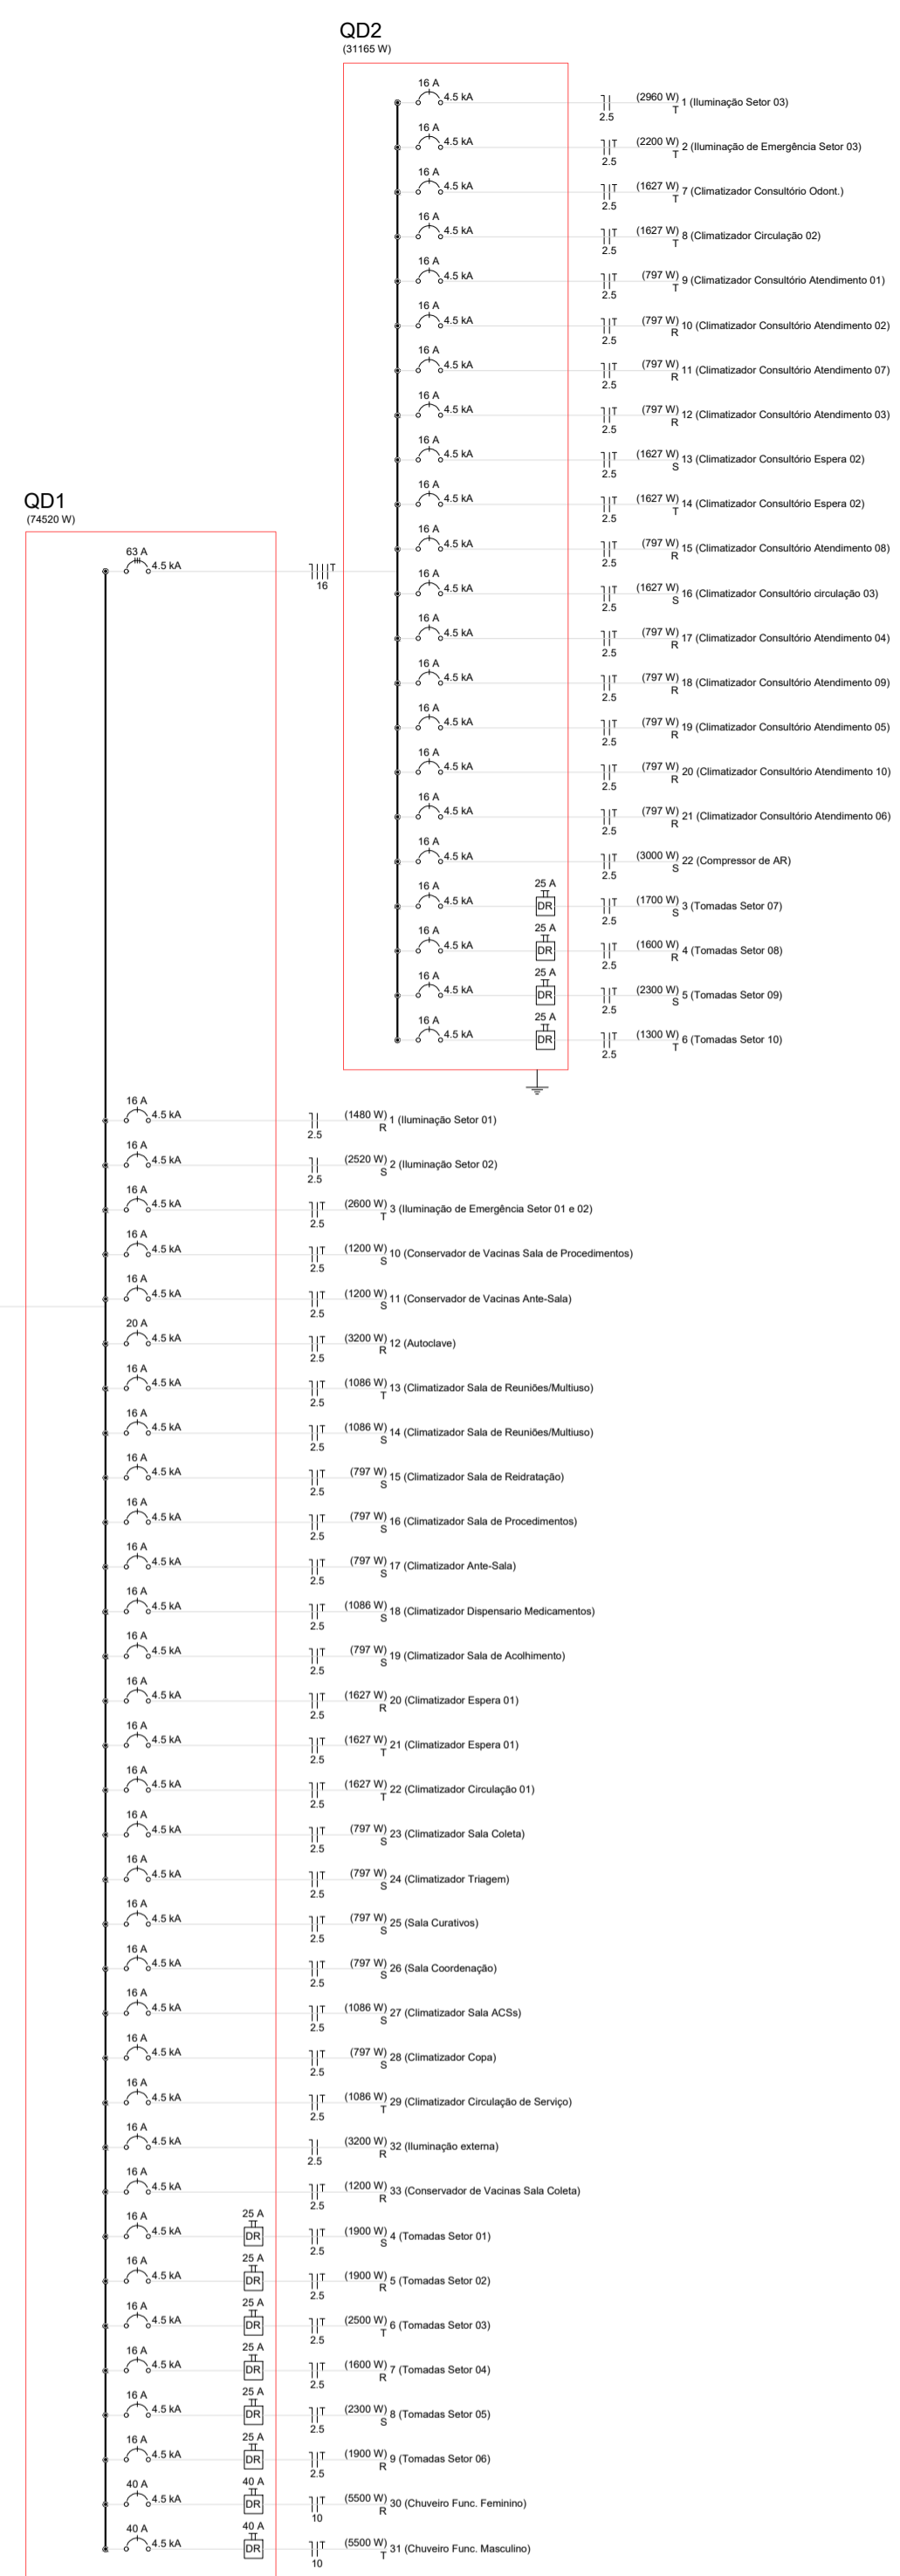 QD2
(31165 W)
16 A
4.5 kA
2.5
(2960 W)
T
1 (Iluminação Setor 03)
16 A
4.5 kA
T
2.5
(2200 W)
T
2 (Iluminação de Emergência Setor 03)
16 A
4.5 kA
T
2.5
(1627 W)
T
7 (Climatizador Consultório Odont.)
16 A
4.5 kA
T
2.5
(1627 W)
T
8 (Climatizador Circulação 02)
16 A
4.5 kA
T
2.5
(797 W)
T
9 (Climatizador Consultório Atendimento 01)
16 A
4.5 kA
T
2.5
(797 W)
R
10 (Climatizador Consultório Atendimento 02)
16 A
4.5 kA
T
2.5
(797 W)
R
11 (Climatizador Consultório Atendimento 07)
16 A
4.5 kA
T
2.5
(797 W)
R
12 (Climatizador Consultório Atendimento 03)
16 A
4.5 kA
T
2.5
(1627 W)
S
13 (Climatizador Consultório Espera 02)
16 A
4.5 kA
T
2.5
(1627 W)
T
14 (Climatizador Consultório Espera 02)
16 A
4.5 kA
T
2.5
(797 W)
R
15 (Climatizador Consultório Atendimento 08)
16 A
4.5 kA
T
2.5
(1627 W)
S
16 (Climatizador Consultório circulação 03)
16 A
4.5 kA
T
2.5
(797 W)
R
17 (Climatizador Consultório Atendimento 04)
16 A
4.5 kA
T
2.5
(797 W)
R
18 (Climatizador Consultório Atendimento 09)
16 A
4.5 kA
T
2.5
(797 W)
R
19 (Climatizador Consultório Atendimento 05)
16 A
4.5 kA
T
2.5
(797 W)
R
20 (Climatizador Consultório Atendimento 10)
16 A
4.5 kA
T
2.5
(797 W)
R
21 (Climatizador Consultório Atendimento 06)
16 A
4.5 kA
T
2.5
(3000 W)
S
22 (Compressor de AR)
16 A
4.5 kA
25 A
DR
T
2.5
(1700 W)
S
3 (Tomadas Setor 07)
16 A
4.5 kA
25 A
DR
T
2.5
(1600 W)
R
4 (Tomadas Setor 08)
16 A
4.5 kA
25 A
DR
T
2.5
(2300 W)
S
5 (Tomadas Setor 09)
16 A
4.5 kA
25 A
DR
T
2.5
(1300 W)
T
6 (Tomadas Setor 10)
QD1
(74520 W)
63 A
4.5 kA
T
16
16 A
4.5 kA
2.5
(1480 W)
R
1 (Iluminação Setor 01)
16 A
4.5 kA
2.5
(2520 W)
S
2 (Iluminação Setor 02)
16 A
4.5 kA
T
2.5
(2600 W)
T
3 (Iluminação de Emergência Setor 01 e 02)
16 A
4.5 kA
T
2.5
(1200 W)
S
10 (Conservador de Vacinas Sala de Procedimentos)
16 A
4.5 kA
T
2.5
(1200 W)
S
11 (Conservador de Vacinas Ante-Sala)
20 A
4.5 kA
T
2.5
(3200 W)
R
12 (Autoclave)
16 A
4.5 kA
T
2.5
(1086 W)
T
13 (Climatizador Sala de Reuniões/Multiuso)
16 A
4.5 kA
T
2.5
(1086 W)
S
14 (Climatizador Sala de Reuniões/Multiuso)
16 A
4.5 kA
T
2.5
(797 W)
S
15 (Climatizador Sala de Reidratação)
16 A
4.5 kA
T
2.5
(797 W)
S
16 (Climatizador Sala de Procedimentos)
16 A
4.5 kA
T
2.5
(797 W)
S
17 (Climatizador Ante-Sala)
16 A
4.5 kA
T
2.5
(1086 W)
S
18 (Climatizador Dispensario Medicamentos)
16 A
4.5 kA
T
2.5
(797 W)
S
19 (Climatizador Sala de Acolhimento)
16 A
4.5 kA
T
2.5
(1627 W)
R
20 (Climatizador Espera 01)
16 A
4.5 kA
T
2.5
(1627 W)
T
21 (Climatizador Espera 01)
16 A
4.5 kA
T
2.5
(1627 W)
T
22 (Climatizador Circulação 01)
16 A
4.5 kA
T
2.5
(797 W)
S
23 (Climatizador Sala Coleta)
16 A
4.5 kA
T
2.5
(797 W)
S
24 (Climatizador Triagem)
16 A
4.5 kA
T
2.5
(797 W)
S
25 (Sala Curativos)
16 A
4.5 kA
T
2.5
(797 W)
S
26 (Sala Coordenação)
16 A
4.5 kA
T
2.5
(1086 W)
S
27 (Climatizador Sala ACSs)
16 A
4.5 kA
T
2.5
(797 W)
S
28 (Climatizador Copa)
16 A
4.5 kA
T
2.5
(1086 W)
T
29 (Climatizador Circulação de Serviço)
16 A
4.5 kA
2.5
(3200 W)
R
32 (Iluminação externa)
16 A
4.5 kA
T
2.5
(1200 W)
R
33 (Conservador de Vacinas Sala Coleta)
16 A
4.5 kA
25 A
DR
T
2.5
(1900 W)
S
4 (Tomadas Setor 01)
16 A
4.5 kA
25 A
DR
T
2.5
(1900 W)
R
5 (Tomadas Setor 02)
16 A
4.5 kA
25 A
DR
T
2.5
(2500 W)
T
6 (Tomadas Setor 03)
16 A
4.5 kA
25 A
DR
T
2.5
(1600 W)
R
7 (Tomadas Setor 04)
16 A
4.5 kA
25 A
DR
T
2.5
(2300 W)
S
8 (Tomadas Setor 05)
16 A
4.5 kA
25 A
DR
T
2.5
(1900 W)
R
9 (Tomadas Setor 06)
40 A
4.5 kA
40 A
DR
T
10
(5500 W)
R
30 (Chuveiro Func. Feminino)
40 A
4.5 kA
40 A
DR
T
10
(5500 W)
T
31 (Chuveiro Func. Masculino)